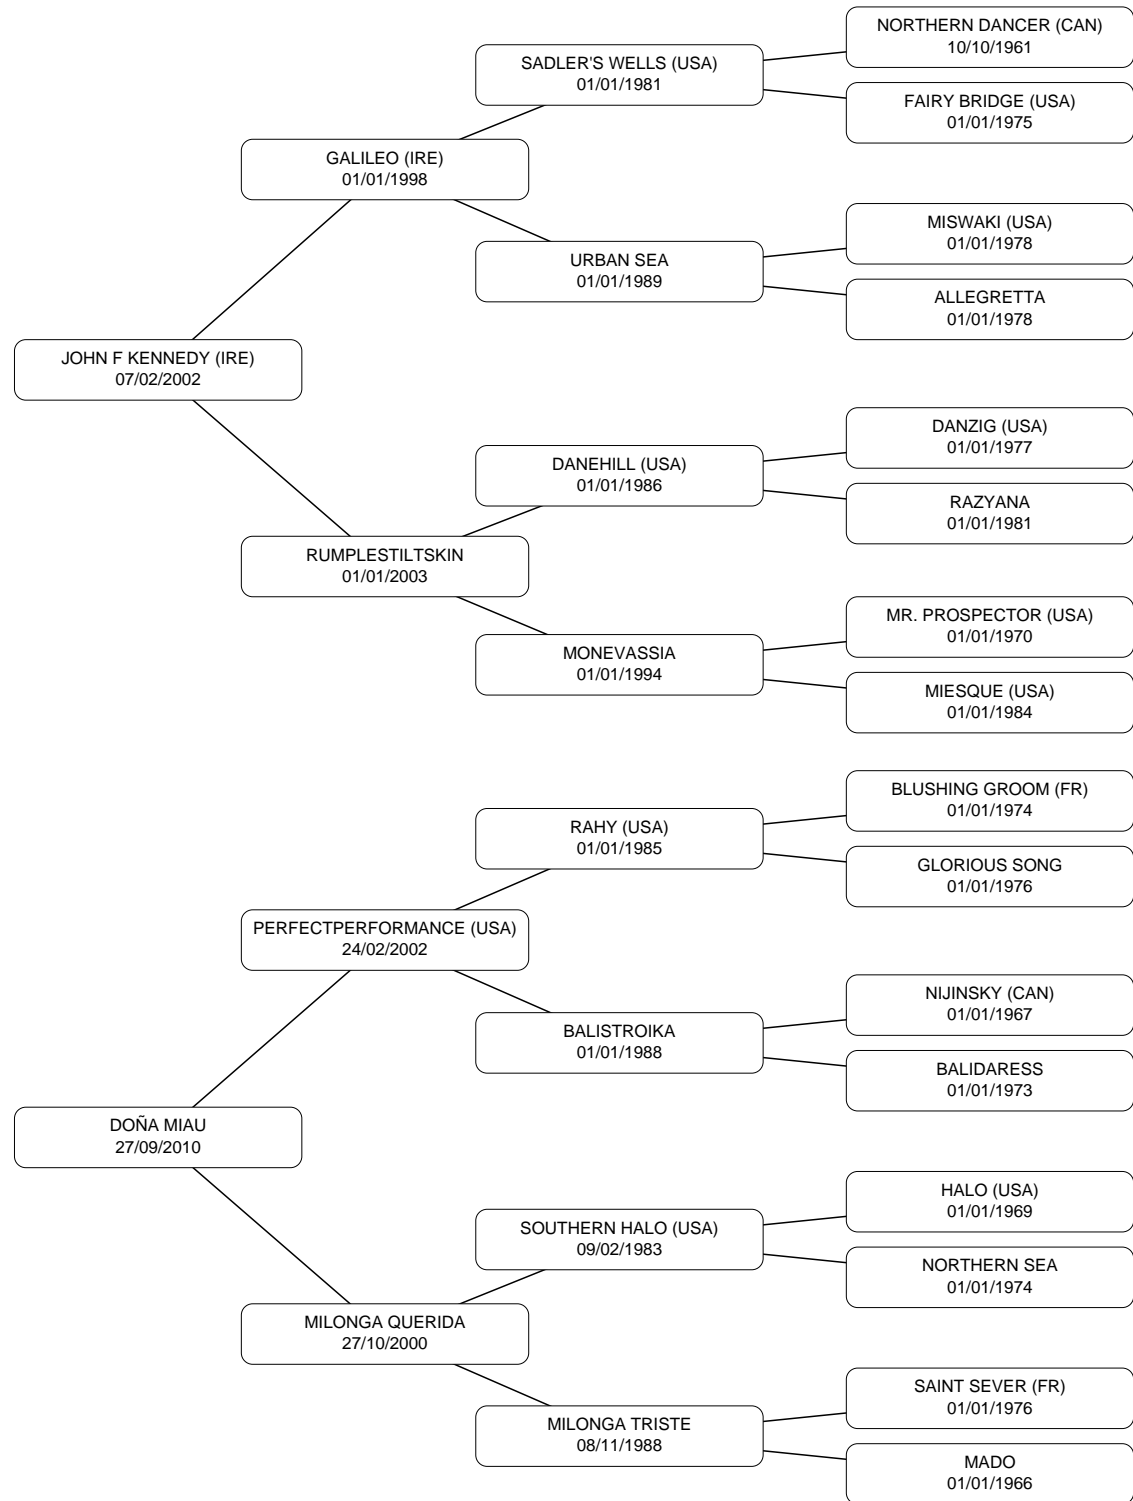 NORTHERN DANCER (CAN)
10/10/1961
SADLER'S WELLS (USA)
01/01/1981
FAIRY BRIDGE (USA)
01/01/1975
GALILEO (IRE)
01/01/1998
MISWAKI (USA)
01/01/1978
URBAN SEA
01/01/1989
ALLEGRETTA
01/01/1978
JOHN F KENNEDY (IRE)
07/02/2002
DANZIG (USA)
01/01/1977
DANEHILL (USA)
01/01/1986
RAZYANA
01/01/1981
RUMPLESTILTSKIN
01/01/2003
MR. PROSPECTOR (USA)
01/01/1970
MONEVASSIA
01/01/1994
MIESQUE (USA)
01/01/1984
BLUSHING GROOM (FR)
01/01/1974
RAHY (USA)
01/01/1985
GLORIOUS SONG
01/01/1976
PERFECTPERFORMANCE (USA)
24/02/2002
NIJINSKY (CAN)
01/01/1967
BALISTROIKA
01/01/1988
BALIDARESS
01/01/1973
DOÑA MIAU
27/09/2010
HALO (USA)
01/01/1969
SOUTHERN HALO (USA)
09/02/1983
NORTHERN SEA
01/01/1974
MILONGA QUERIDA
27/10/2000
SAINT SEVER (FR)
01/01/1976
MILONGA TRISTE
08/11/1988
MADO
01/01/1966